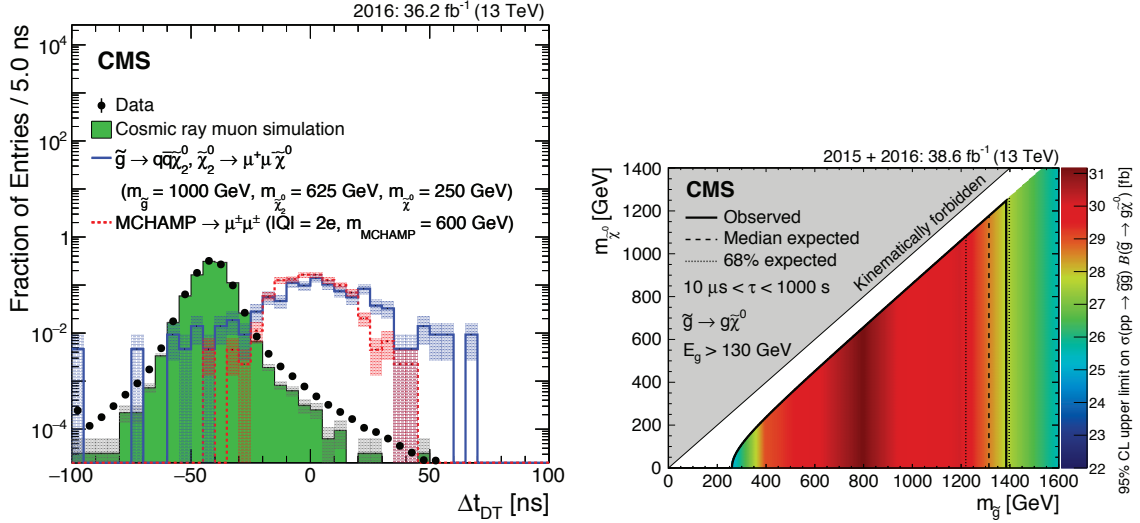 2016: 36.2 fb⁻¹ (13 TeV)
CMS
Data
Cosmic ray muon simulation
g̃ → qq̅χ̃⁰₂, χ̃⁰₂ → μ⁺μ⁻χ̃⁰
(m_g̃ = 1000 GeV, m_χ̃⁰₂ = 625 GeV, m_χ̃⁰ = 250 GeV)
MCHAMP → μ±μ± (|Q| = 2e, m_MCHAMP = 600 GeV)
Fraction of Entries / 5.0 ns
10⁴
10²
1
10⁻²
10⁻⁴
−100 −50 0 50 100
Δt_DT [ns]
2015 + 2016: 38.6 fb⁻¹ (13 TeV)
CMS
Observed
Median expected
68% expected
10 μs < τ < 1000 s
g̃ → gχ̃⁰
E_g > 130 GeV
Kinematically forbidden
m_χ̃⁰ [GeV]
1400
1200
1000
800
600
400
200
0
0 200 400 600 800 1000 1200 1400 1600
m_g̃ [GeV]
31
30
29
28
27
26
25
24
23
22
95% CL upper limit on σ(pp → g̃g̃) B(g̃ → gχ̃⁰) [fb]